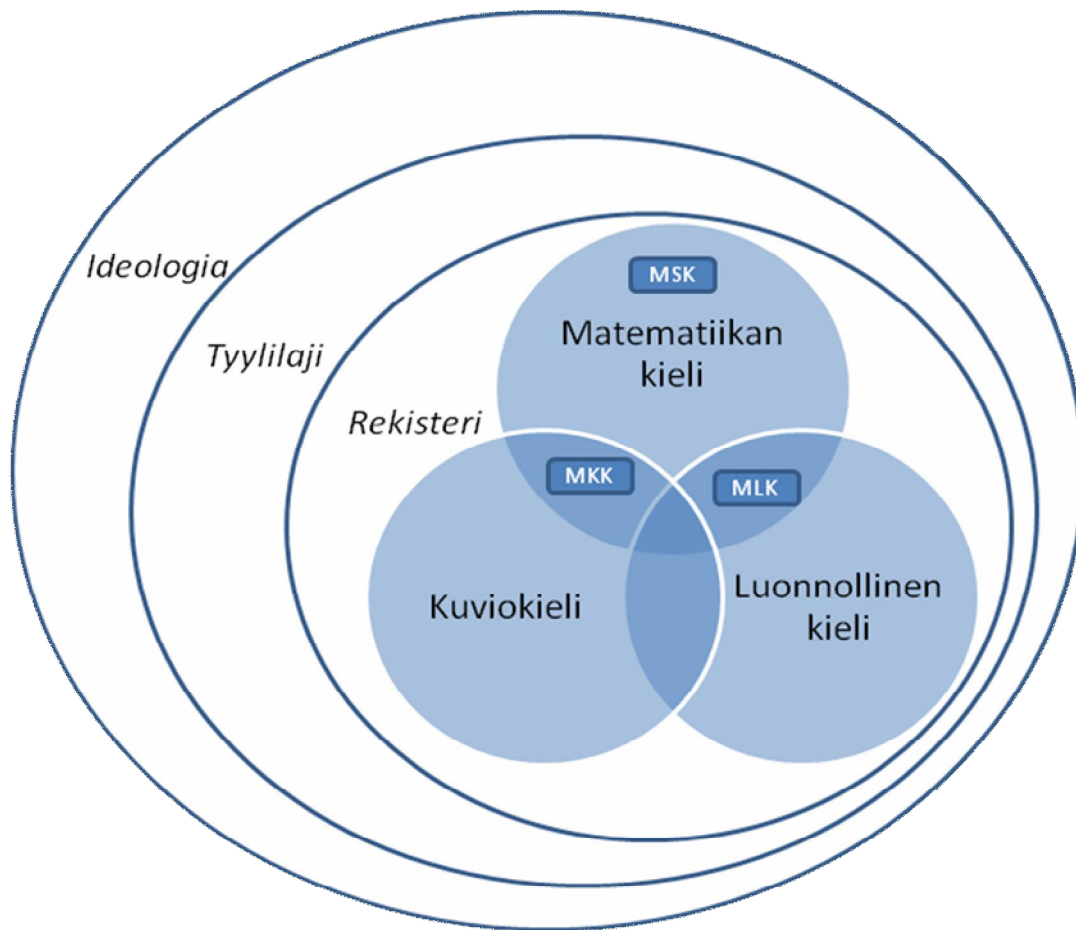 MSK
Matematiikan
kieli
Ideologia
Tyylilaji
Rekisteri
MKK
MLK
Kuviokieli
Luonnollinen
kieli